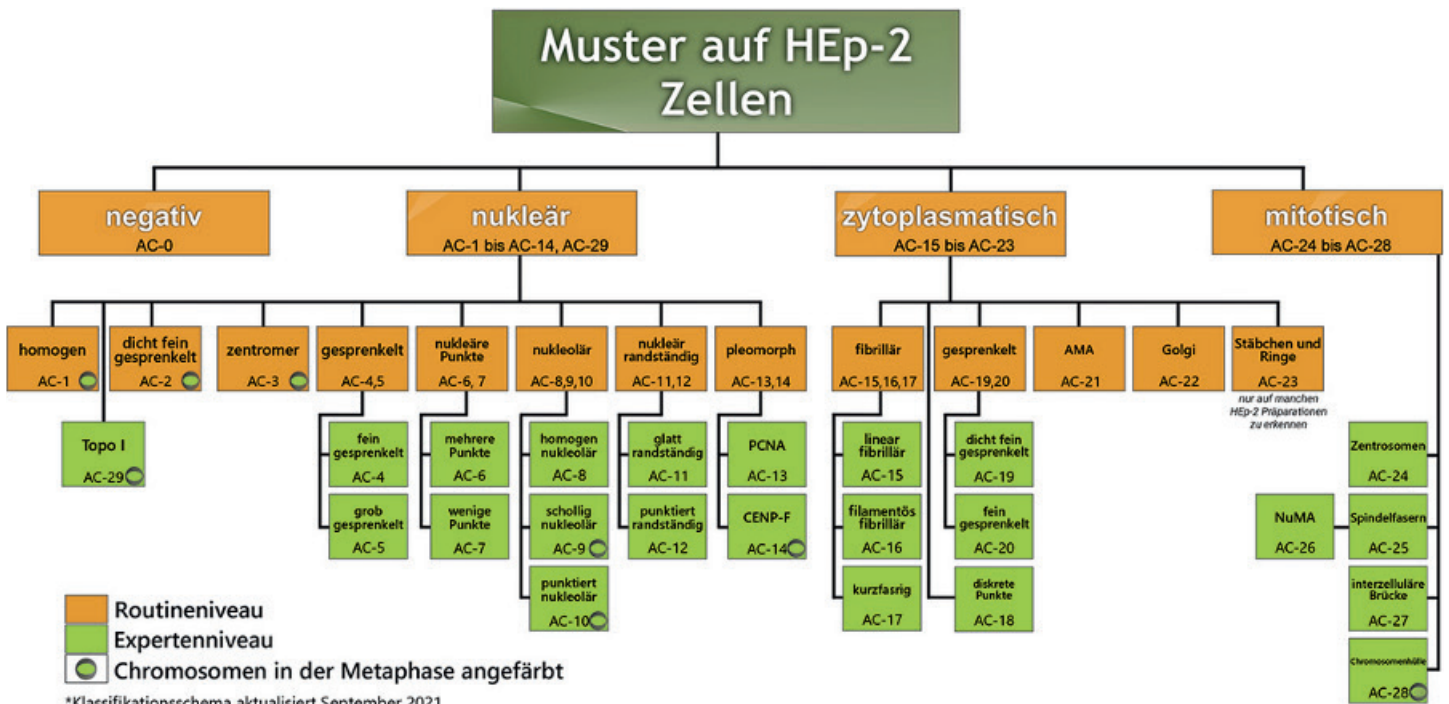 Muster auf HEp-2
Zellen
negativ
AC-0
nukleär
AC-1 bis AC-14, AC-29
zytoplasmatisch
AC-15 bis AC-23
mitotisch
AC-24 bis AC-28
homogen
AC-1
dicht fein
gesprenkelt
AC-2
zentromer
AC-3
gesprenkelt
AC-4,5
nukleäre
Punkte
AC-6, 7
nukleolär
AC-8,9,10
nukleär
randständig
AC-11,12
pleomorph
AC-13,14
fibrillär
AC-15,16,17
gesprenkelt
AC-19,20
AMA
AC-21
Golgi
AC-22
Stäbchen und
Ringe
AC-23
nur auf manchen
HEp-2 Präparationen
zu erkennen
Topo I
AC-29
fein
gesprenkelt
AC-4
grob
gesprenkelt
AC-5
mehrere
Punkte
AC-6
wenige
Punkte
AC-7
homogen
nukleolär
AC-8
schollig
nukleolär
AC-9
punktiert
nukleolär
AC-10
glatt
randständig
AC-11
punktiert
randständig
AC-12
PCNA
AC-13
CENP-F
AC-14
linear
fibrillär
AC-15
filamentös
fibrillär
AC-16
kurzfasrig
AC-17
dicht fein
gesprenkelt
AC-19
fein
gesprenkelt
AC-20
diskrete
Punkte
AC-18
Zentrosomen
AC-24
NuMA
AC-26
Spindelfasern
AC-25
interzelluläre
Brücke
AC-27
Chromosomenhülle
AC-28
Routineniveau
Expertenniveau
Chromosomen in der Metaphase angefärbt
*Klassifikationsschema aktualisiert September 2021